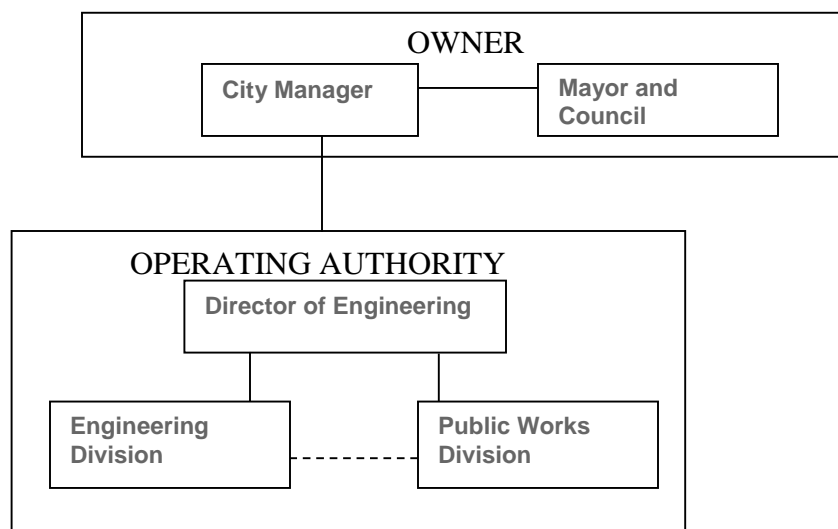 OWNER
City Manager
Mayor and
Council
OPERATING AUTHORITY
Director of Engineering
Engineering
Division
Public Works
Division